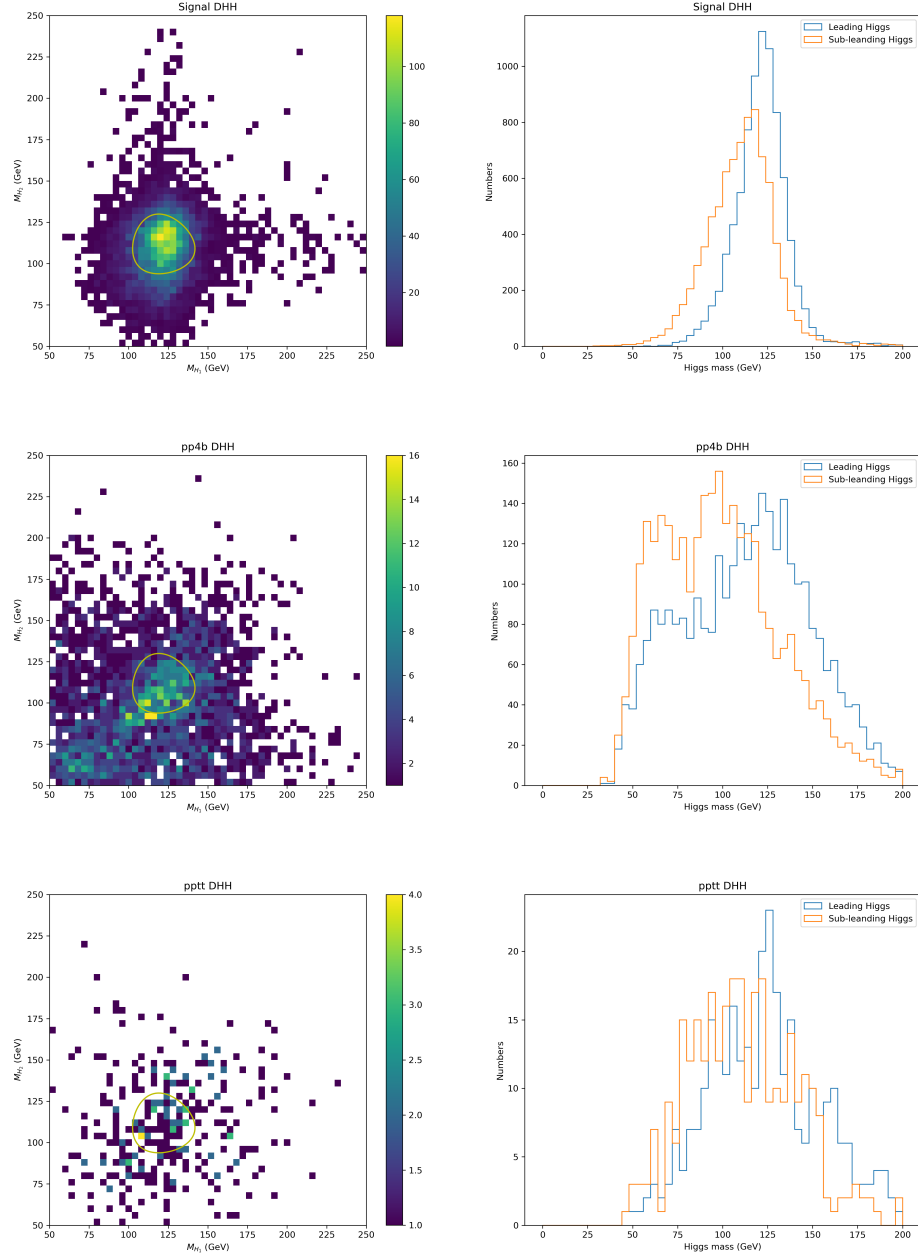 Signal DHH
250
225
200
175
150
125
100
75
50
50 75 100 125 150 175 200 225 250
M_{H_1} (GeV)
M_{H_2} (GeV)
100
80
60
40
20
Signal DHH
Leading Higgs
Sub-leanding Higgs
1000
800
600
400
200
0
0 25 50 75 100 125 150 175 200
Higgs mass (GeV)
Numbers
pp4b DHH
250
225
200
175
150
125
100
75
50
50 75 100 125 150 175 200 225 250
M_{H_1} (GeV)
M_{H_2} (GeV)
16
14
12
10
8
6
4
2
pp4b DHH
Leading Higgs
Sub-leanding Higgs
160
140
120
100
80
60
40
20
0
0 25 50 75 100 125 150 175 200
Higgs mass (GeV)
Numbers
pptt DHH
250
225
200
175
150
125
100
75
50
50 75 100 125 150 175 200 225 250
M_{H_1} (GeV)
M_{H_2} (GeV)
4.0
3.5
3.0
2.5
2.0
1.5
1.0
pptt DHH
Leading Higgs
Sub-leanding Higgs
20
15
10
5
0
0 25 50 75 100 125 150 175 200
Higgs mass (GeV)
Numbers